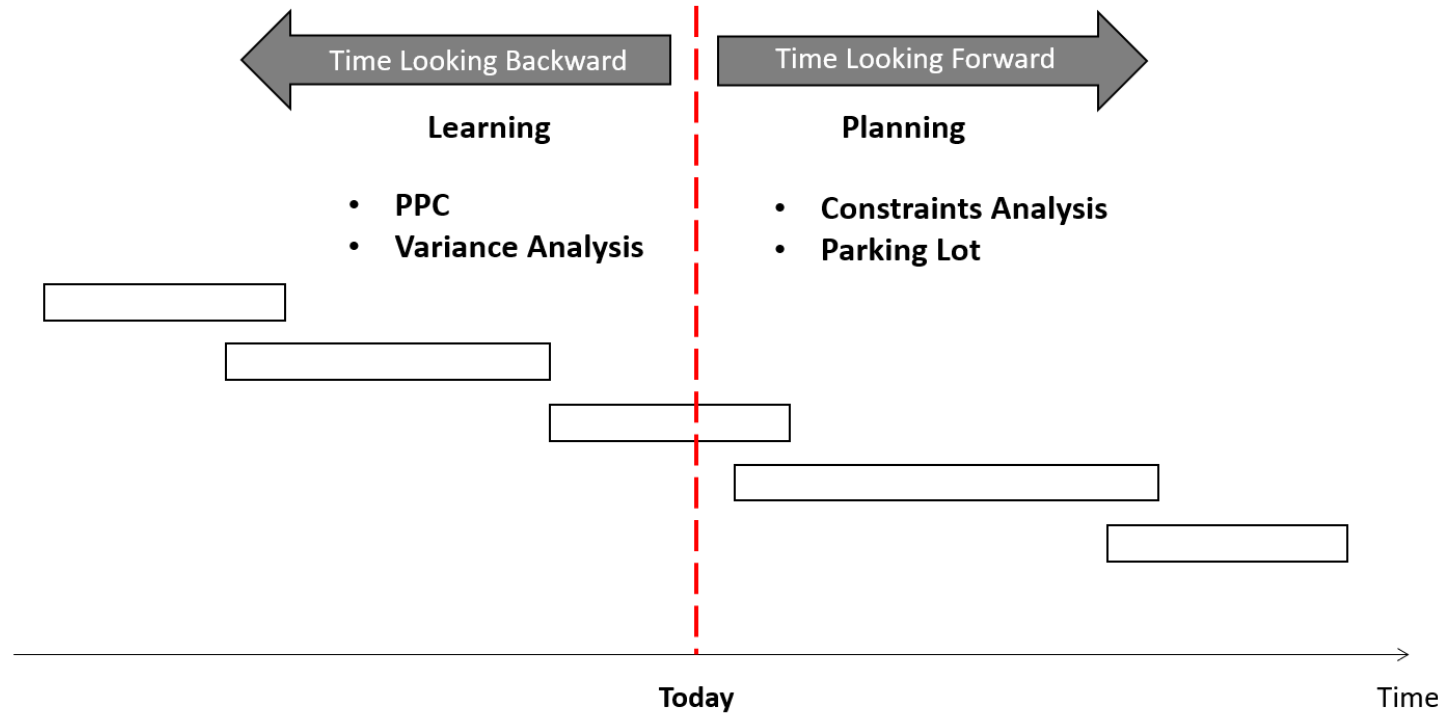 Time Looking Backward
Time Looking Forward
Learning
Planning
• PPC
• Variance Analysis
• Constraints Analysis
• Parking Lot
Today
Time